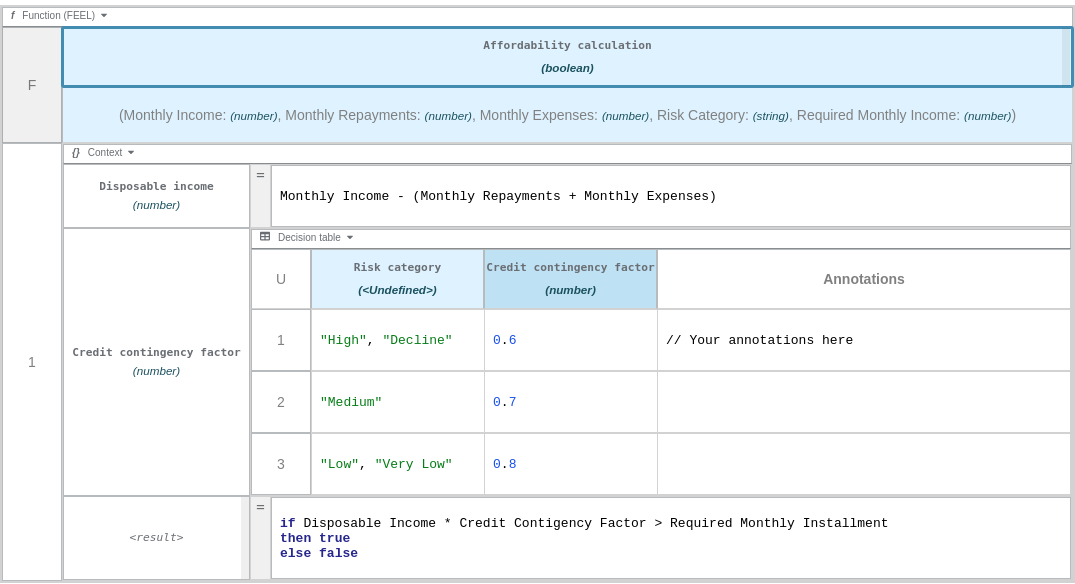 f Function (FEEL)
F
Affordability calculation
(boolean)
(Monthly Income: (number), Monthly Repayments: (number), Monthly Expenses: (number), Risk Category: (string), Required Monthly Income: (number))
1
{} Context
Disposable income
(number)
=
Monthly Income - (Monthly Repayments + Monthly Expenses)
Credit contingency factor
(number)
Decision table
U
Risk category
(<Undefined>)
Credit contingency factor
(number)
Annotations
1 "High", "Decline" 0.6 // Your annotations here
2 "Medium" 0.7
3 "Low", "Very Low" 0.8
<result>
=
if Disposable Income * Credit Contigency Factor > Required Monthly Installment
then true
else false